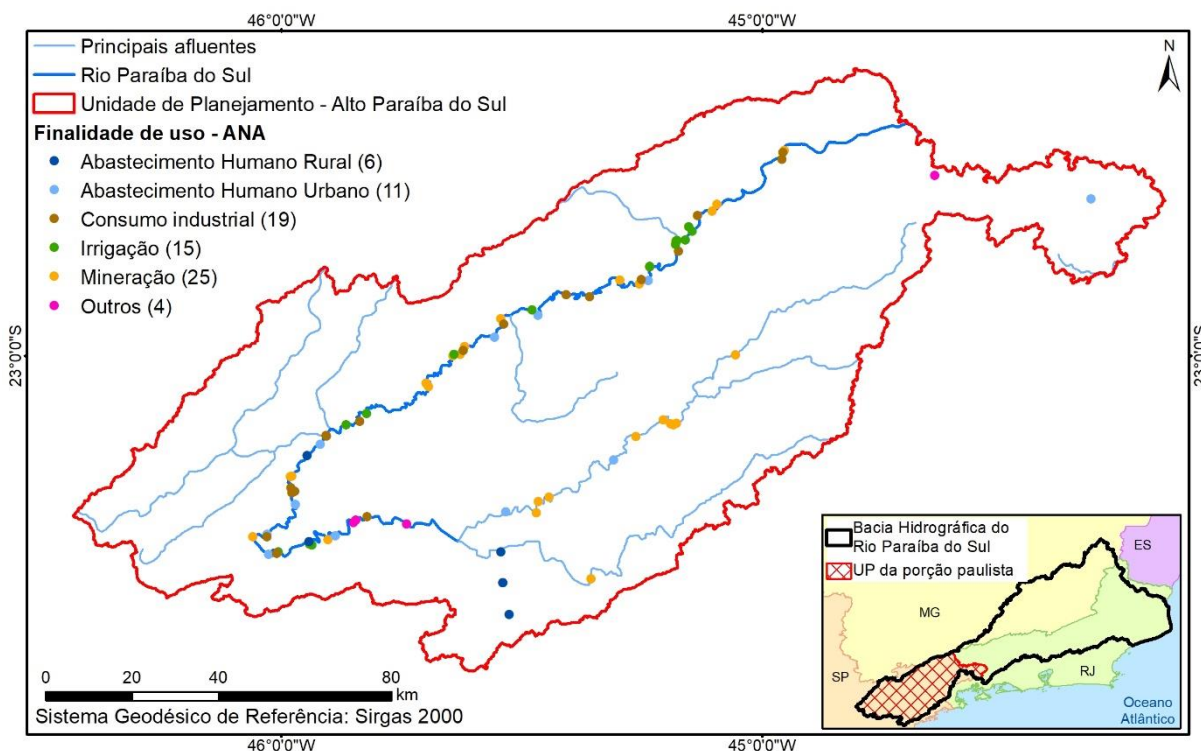 46°0'0"W
45°0'0"W
Principais afluentes
Rio Paraíba do Sul
Unidade de Planejamento - Alto Paraíba do Sul
Finalidade de uso - ANA
Abastecimento Humano Rural (6)
Abastecimento Humano Urbano (11)
Consumo industrial (19)
Irrigação (15)
Mineração (25)
Outros (4)
N
23°0'0"S
23°0'0"S
0
20
40
80
km
Sistema Geodésico de Referência: Sirgas 2000
Bacia Hidrográfica do
Rio Paraíba do Sul
UP da porção paulista
ES
MG
SP
RJ
Oceano
Atlântico
46°0'0"W
45°0'0"W